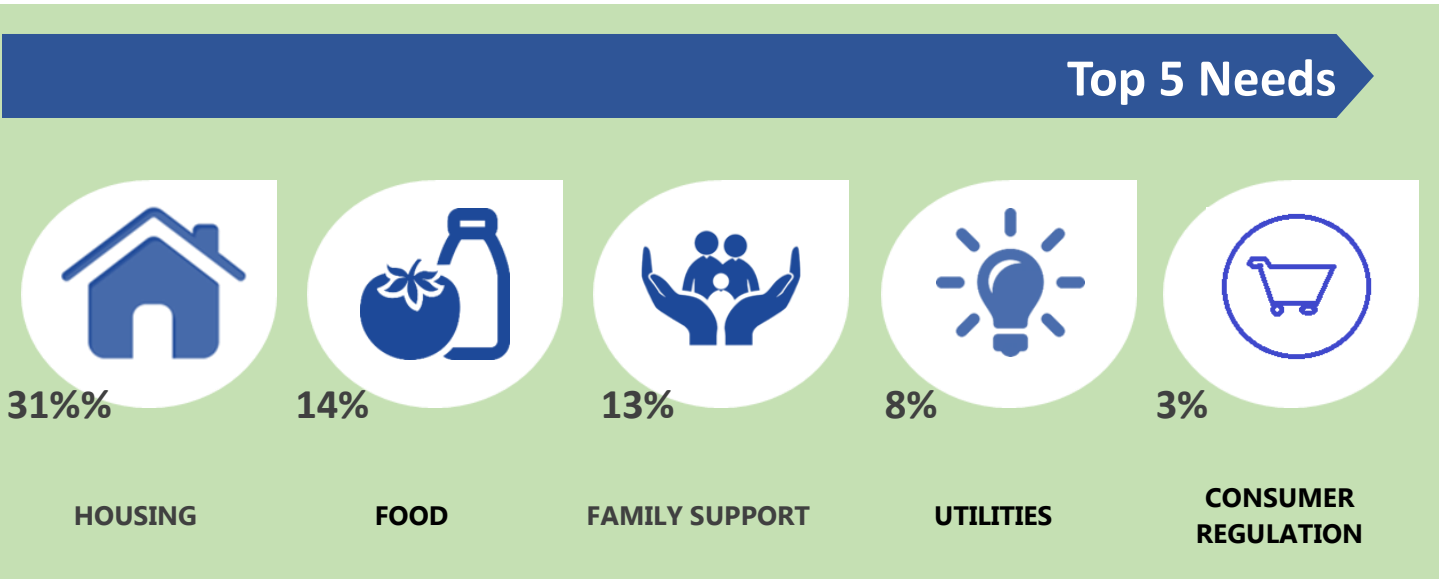 Top 5 Needs
31%%
14%
13%
8%
3%
HOUSING
FOOD
FAMILY SUPPORT
UTILITIES
CONSUMER
REGULATION